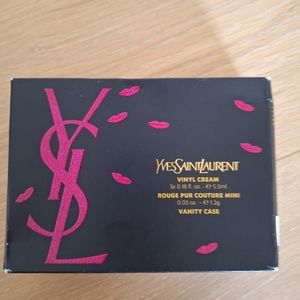 YSL
YVESSAINTLAURENT
VINYL CREAM
3x 0.18 fl. oz. - ℮ 5.5ml
ROUGE PUR COUTURE MINI
0.03 oz. - ℮ 1.2g
VANITY CASE